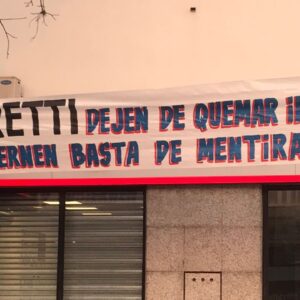 RETTI DEJEN DE QUEMAR
ERNEN BASTA DE MENTIRA